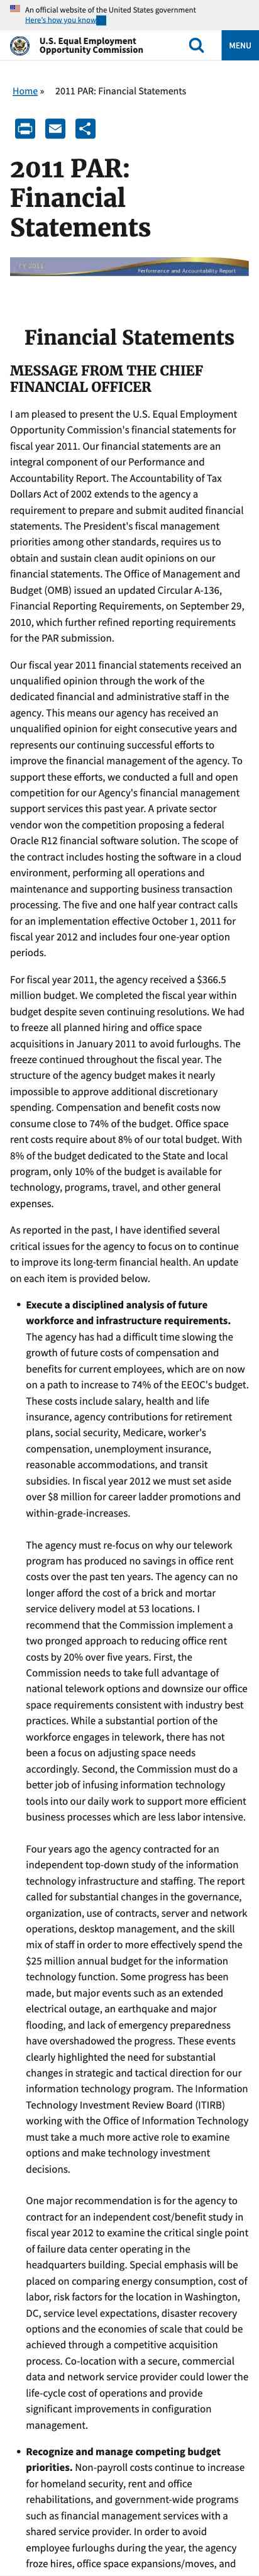 An official website of the United States government
Here's how you know
U.S. Equal Employment
Opportunity Commission
MENU
Home » 2011 PAR: Financial Statements
2011 PAR:
Financial
Statements
FY 2011
Performance and Accountability Report
Financial Statements
MESSAGE FROM THE CHIEF
FINANCIAL OFFICER
I am pleased to present the U.S. Equal Employment
Opportunity Commission's financial statements for
fiscal year 2011. Our financial statements are an
integral component of our Performance and
Accountability Report. The Accountability of Tax
Dollars Act of 2002 extends to the agency a
requirement to prepare and submit audited financial
statements. The President's fiscal management
priorities among other standards, requires us to
obtain and sustain clean audit opinions on our
financial statements. The Office of Management and
Budget (OMB) issued an updated Circular A-136,
Financial Reporting Requirements, on September 29,
2010, which further refined reporting requirements
for the PAR submission.
Our fiscal year 2011 financial statements received an
unqualified opinion through the work of the
dedicated financial and administrative staff in the
agency. This means our agency has received an
unqualified opinion for eight consecutive years and
represents our continuing successful efforts to
improve the financial management of the agency. To
support these efforts, we conducted a full and open
competition for our Agency's financial management
support services this past year. A private sector
vendor won the competition proposing a federal
Oracle R12 financial software solution. The scope of
the contract includes hosting the software in a cloud
environment, performing all operations and
maintenance and supporting business transaction
processing. The five and one half year contract calls
for an implementation effective October 1, 2011 for
fiscal year 2012 and includes four one-year option
periods.
For fiscal year 2011, the agency received a $366.5
million budget. We completed the fiscal year within
budget despite seven continuing resolutions. We had
to freeze all planned hiring and office space
acquisitions in January 2011 to avoid furloughs. The
freeze continued throughout the fiscal year. The
structure of the agency budget makes it nearly
impossible to approve additional discretionary
spending. Compensation and benefit costs now
consume close to 74% of the budget. Office space
rent costs require about 8% of our total budget. With
8% of the budget dedicated to the State and local
program, only 10% of the budget is available for
technology, programs, travel, and other general
expenses.
As reported in the past, I have identified several
critical issues for the agency to focus on to continue
to improve its long-term financial health. An update
on each item is provided below.
• Execute a disciplined analysis of future
workforce and infrastructure requirements.
The agency has had a difficult time slowing the
growth of future costs of compensation and
benefits for current employees, which are on now
on a path to increase to 74% of the EEOC's budget.
These costs include salary, health and life
insurance, agency contributions for retirement
plans, social security, Medicare, worker's
compensation, unemployment insurance,
reasonable accommodations, and transit
subsidies. In fiscal year 2012 we must set aside
over $8 million for career ladder promotions and
within-grade-increases.
The agency must re-focus on why our telework
program has produced no savings in office rent
costs over the past ten years. The agency can no
longer afford the cost of a brick and mortar
service delivery model at 53 locations. I
recommend that the Commission implement a
two pronged approach to reducing office rent
costs by 20% over five years. First, the
Commission needs to take full advantage of
national telework options and downsize our office
space requirements consistent with industry best
practices. While a substantial portion of the
workforce engages in telework, there has not
been a focus on adjusting space needs
accordingly. Second, the Commission must do a
better job of infusing information technology
tools into our daily work to support more efficient
business processes which are less labor intensive.
Four years ago the agency contracted for an
independent top-down study of the information
technology infrastructure and staffing. The report
called for substantial changes in the governance,
organization, use of contracts, server and network
operations, desktop management, and the skill
mix of staff in order to more effectively spend the
$25 million annual budget for the information
technology function. Some progress has been
made, but major events such as an extended
electrical outage, an earthquake and major
flooding, and lack of emergency preparedness
have overshadowed the progress. These events
clearly highlighted the need for substantial
changes in strategic and tactical direction for our
information technology program. The Information
Technology Investment Review Board (ITIRB)
working with the Office of Information Technology
must take a much more active role to examine
options and make technology investment
decisions.
One major recommendation is for the agency to
contract for an independent cost/benefit study in
fiscal year 2012 to examine the critical single point
of failure data center operating in the
headquarters building. Special emphasis will be
placed on comparing energy consumption, cost of
labor, risk factors for the location in Washington,
DC, service level expectations, disaster recovery
options and the economies of scale that could be
achieved through a competitive acquisition
process. Co-location with a secure, commercial
data and network service provider could lower the
life-cycle cost of operations and provide
significant improvements in configuration
management.
• Recognize and manage competing budget
priorities. Non-payroll costs continue to increase
for homeland security, rent and office
rehabilitations, and government-wide programs
such as financial management services with a
shared service provider. In order to avoid
employee furloughs during the year, the agency
froze hires, office space expansions/moves, and